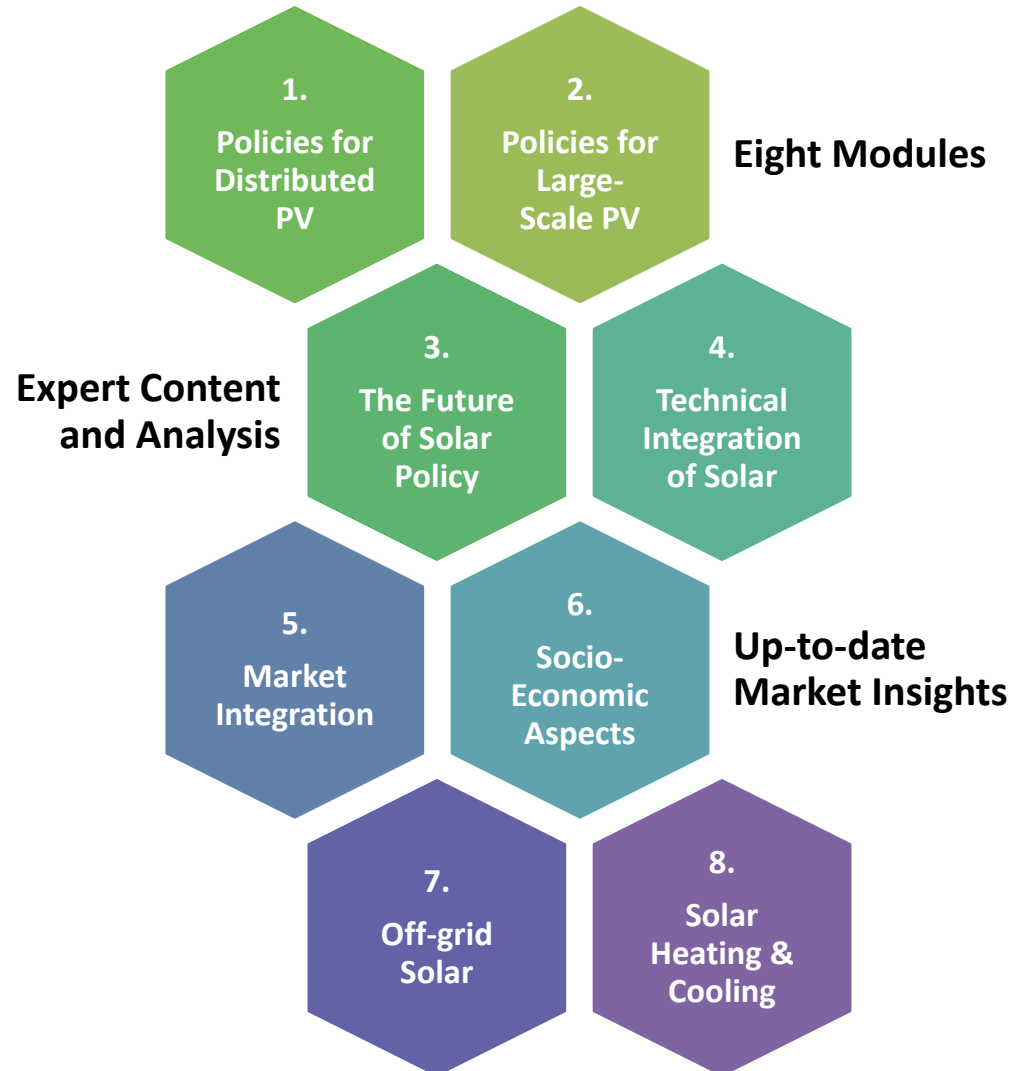 1.
Policies for
Distributed
PV
2.
Policies for
Large-
Scale PV
Eight Modules
Expert Content
and Analysis
3.
The Future
of Solar
Policy
4.
Technical
Integration
of Solar
5.
Market
Integration
6.
Socio-
Economic
Aspects
Up-to-date
Market Insights
7.
Off-grid
Solar
8.
Solar
Heating &
Cooling